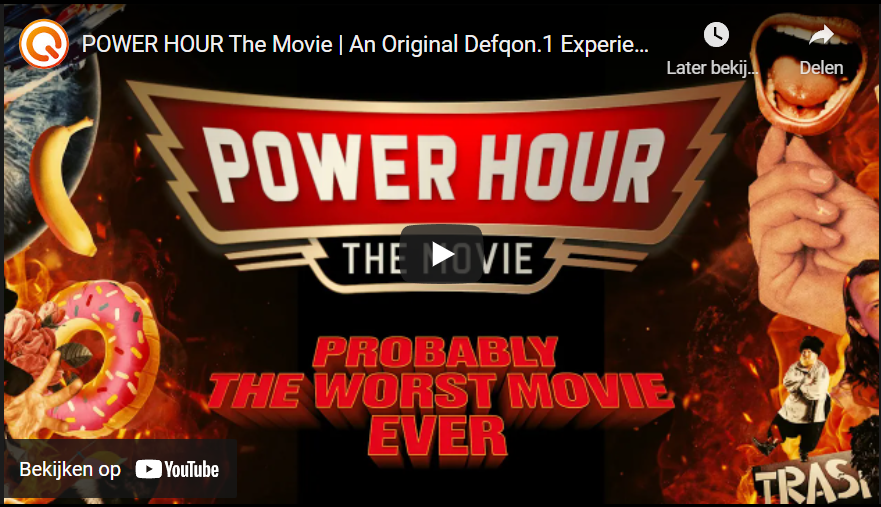 POWER HOUR The Movie | An Original Defqon.1 Experie...
Later bekij...
Delen
POWER HOUR
THE MOVIE
PROBABLY
THE WORST MOVIE
EVER
Bekijken op YouTube
TRASH